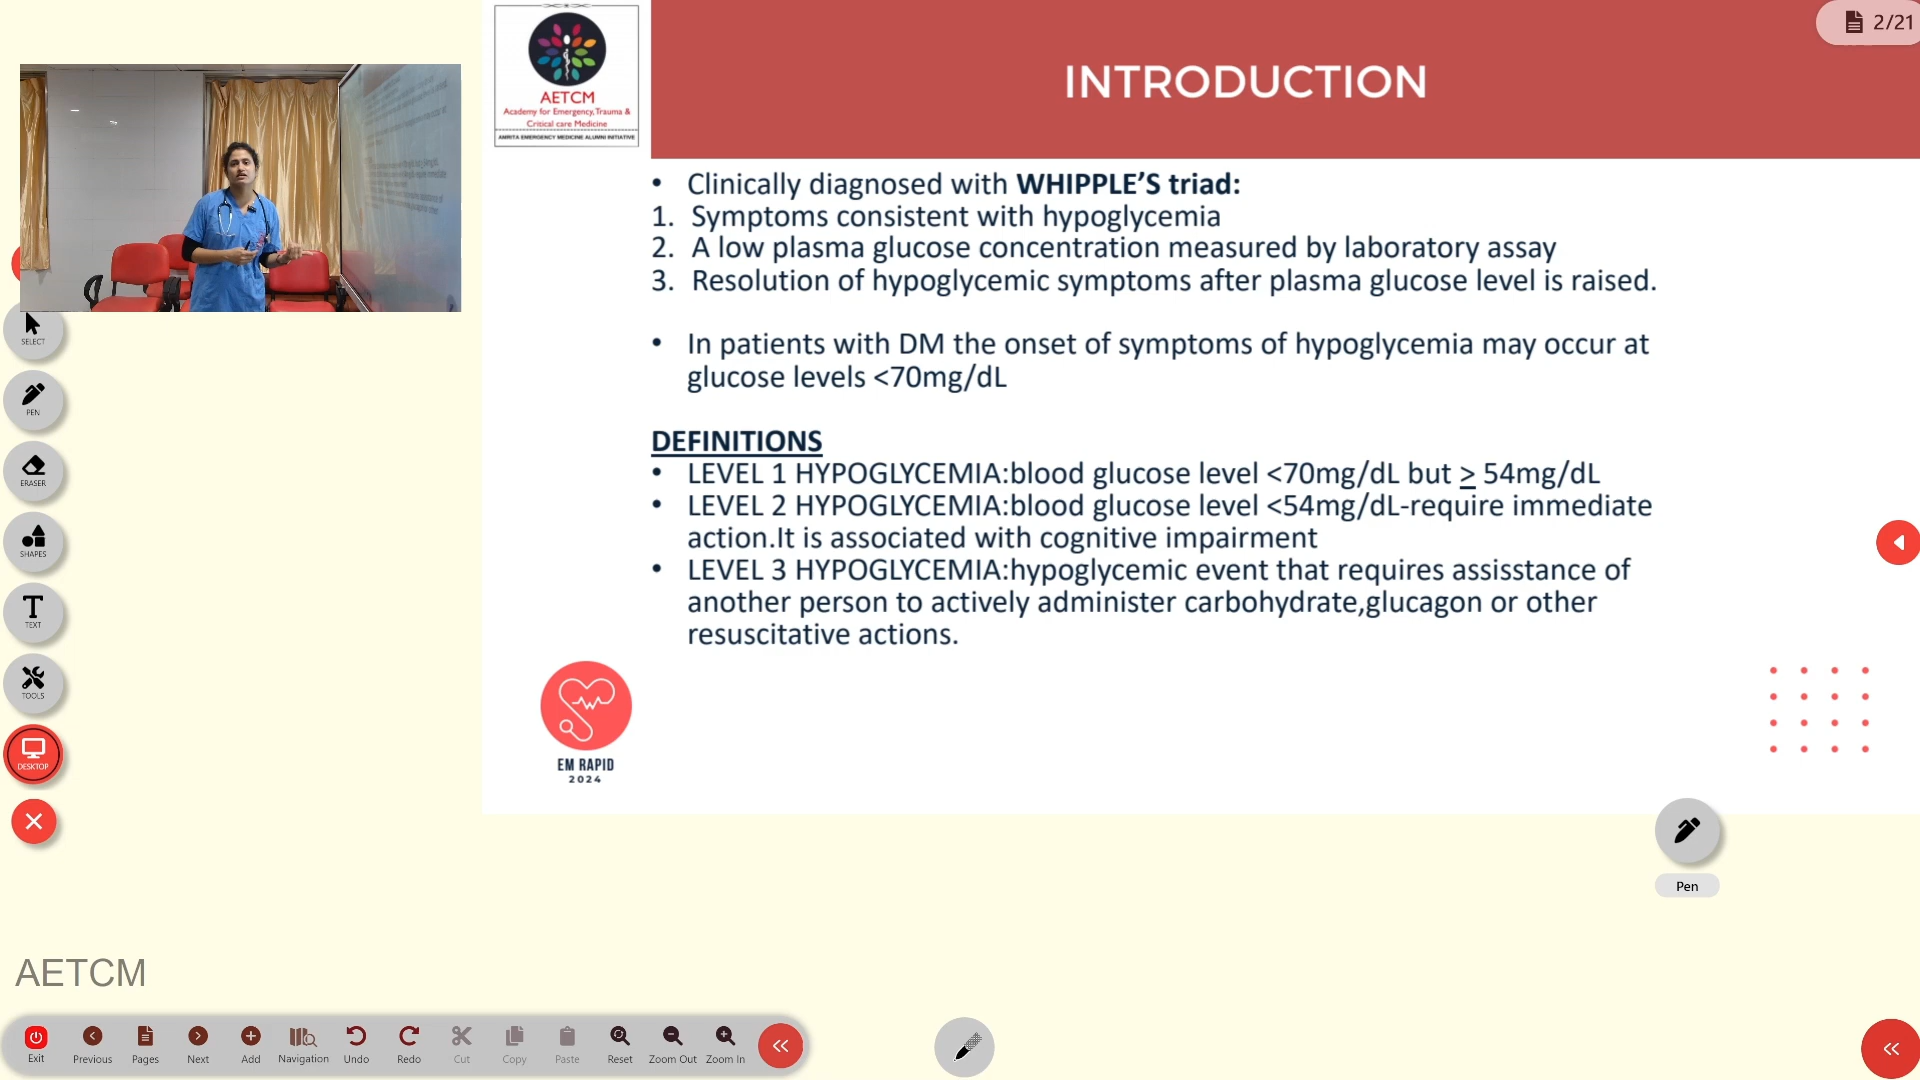 2/21
AETCM
Academy for Emergency, Trauma &
Critical care Medicine
AMRITA EMERGENCY MEDICINE ALUMNI INITIATIVE
INTRODUCTION
• Clinically diagnosed with WHIPPLE'S triad:
1. Symptoms consistent with hypoglycemia
2. A low plasma glucose concentration measured by laboratory assay
3. Resolution of hypoglycemic symptoms after plasma glucose level is raised.
• In patients with DM the onset of symptoms of hypoglycemia may occur at
glucose levels <70mg/dL
DEFINITIONS
• LEVEL 1 HYPOGLYCEMIA:blood glucose level <70mg/dL but ≥ 54mg/dL
• LEVEL 2 HYPOGLYCEMIA:blood glucose level <54mg/dL-require immediate
action.It is associated with cognitive impairment
• LEVEL 3 HYPOGLYCEMIA:hypoglycemic event that requires assisstance of
another person to actively administer carbohydrate,glucagon or other
resuscitative actions.
EM RAPID
2024
SELECT
PEN
ERASER
SHAPES
TEXT
TOOLS
DESKTOP
Pen
AETCM
Exit Previous Pages Next Add Navigation Undo Redo Cut Copy Paste Reset Zoom Out Zoom In